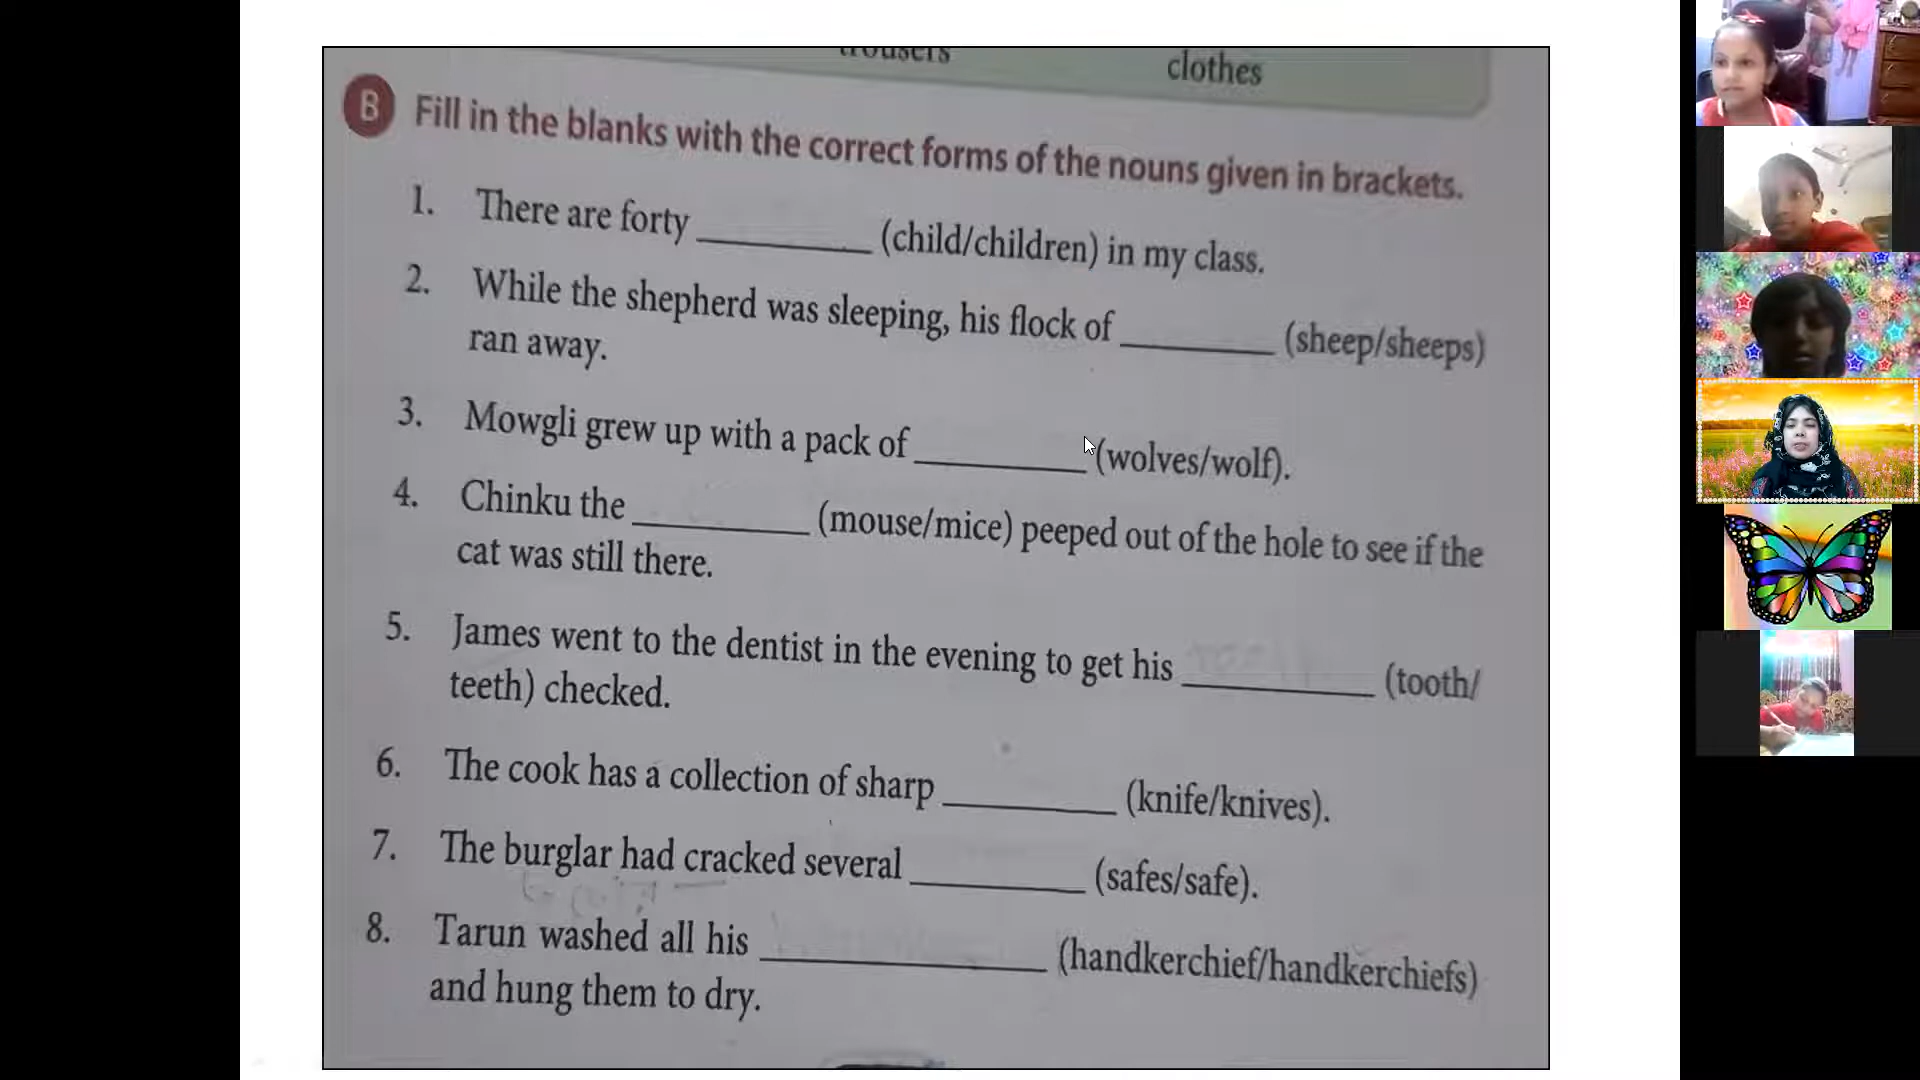 trousers
clothes
B Fill in the blanks with the correct forms of the nouns given in brackets.
1. There are forty __________ (child/children) in my class.
2. While the shepherd was sleeping, his flock of __________ (sheep/sheeps)
ran away.
3. Mowgli grew up with a pack of __________ (wolves/wolf).
4. Chinku the __________ (mouse/mice) peeped out of the hole to see if the
cat was still there.
5. James went to the dentist in the evening to get his __________ (tooth/
teeth) checked.
6. The cook has a collection of sharp __________ (knife/knives).
7. The burglar had cracked several __________ (safes/safe).
8. Tarun washed all his __________ (handkerchief/handkerchiefs)
and hung them to dry.